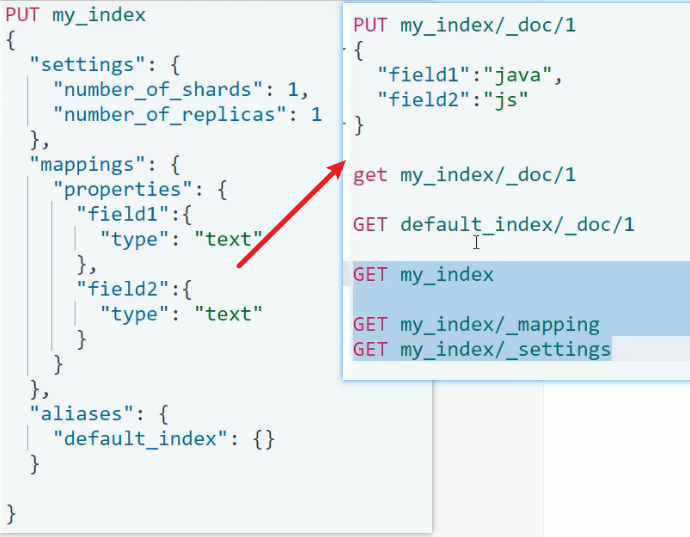 PUT my_index
{
"settings": {
"number_of_shards": 1,
"number_of_replicas": 1
},
"mappings": {
"properties": {
"field1":{
"type": "text"
},
"field2":{
"type": "text"
}
}
},
"aliases": {
"default_index": {}
}
}
PUT my_index/_doc/1
{
"field1":"java",
"field2":"js"
}
get my_index/_doc/1
GET default_index/_doc/1
GET my_index
GET my_index/_mapping
GET my_index/_settings